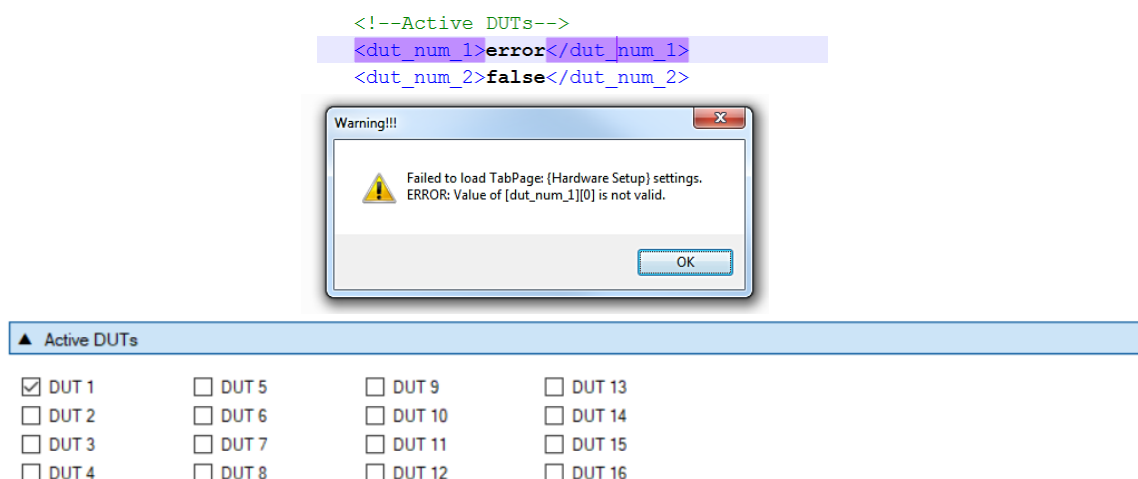 <!--Active DUTs-->
<dut_num_1>error</dut_num_1>
<dut_num_2>false</dut_num_2>
Warning!!!
Failed to load TabPage: {Hardware Setup} settings.
ERROR: Value of [dut_num_1][0] is not valid.
OK
Active DUTs
DUT 1 DUT 5 DUT 9 DUT 13
DUT 2 DUT 6 DUT 10 DUT 14
DUT 3 DUT 7 DUT 11 DUT 15
DUT 4 DUT 8 DUT 12 DUT 16